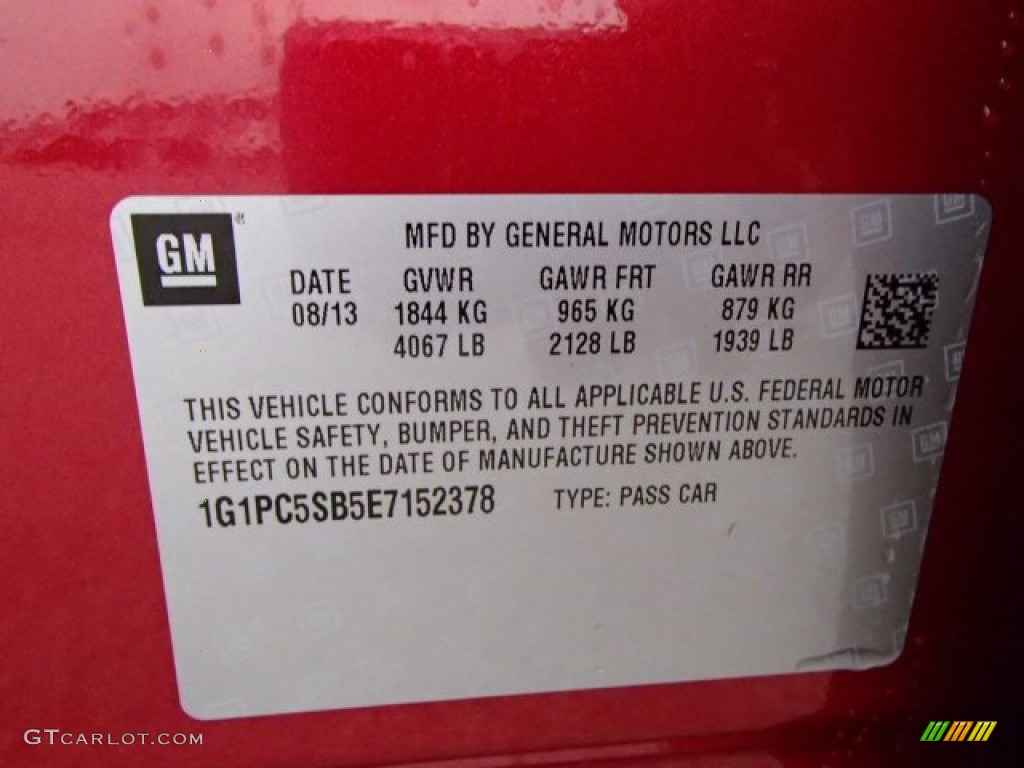 GM®
MFD BY GENERAL MOTORS LLC
DATE GVWR GAWR FRT GAWR RR
08/13 1844 KG 965 KG 879 KG
4067 LB 2128 LB 1939 LB
THIS VEHICLE CONFORMS TO ALL APPLICABLE U.S. FEDERAL MOTOR
VEHICLE SAFETY, BUMPER, AND THEFT PREVENTION STANDARDS IN
EFFECT ON THE DATE OF MANUFACTURE SHOWN ABOVE.
1G1PC5SB5E7152378 TYPE: PASS CAR
GTCARLOT.COM